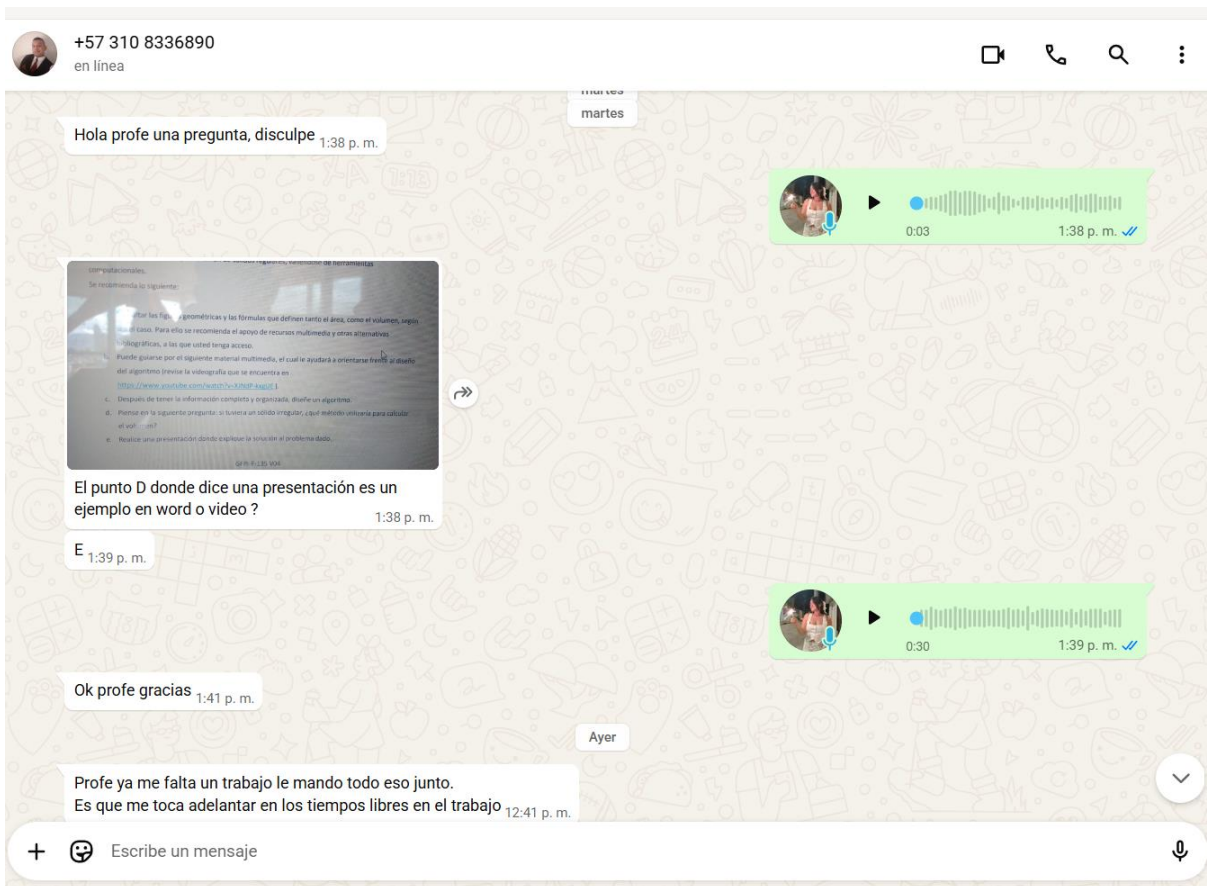 +57 310 8336890
en línea
martes
martes
Hola profe una pregunta, disculpe 1:38 p. m.
0:03 1:38 p. m.
computacionales.
Se recomienda lo siguiente:
las geométricas y las fórmulas que definen tanto el área, como el volumen, según
caso. Para ello se recomienda el apoyo de recursos multimedia y otras alternativas
bibliográficas, a las que usted tenga acceso.
b. Puede guiarse por el siguiente material multimedia, el cual le ayudará a orientarse frente al diseño
del algoritmo (revise la videografía que se encuentra en
c. Después de tener la información completa y organizada, diseñe un algoritmo.
d. Piense en la siguiente pregunta: si tuviera un sólido irregular, ¿qué método utilizaría para calcular
el
e. Realice una presentación donde explique la solución al problema dado.
El punto D donde dice una presentación es un
ejemplo en word o video ? 1:38 p. m.
E 1:39 p. m.
0:30 1:39 p. m.
Ok profe gracias 1:41 p. m.
Ayer
Profe ya me falta un trabajo le mando todo eso junto.
Es que me toca adelantar en los tiempos libres en el trabajo 12:41 p. m.
Escribe un mensaje